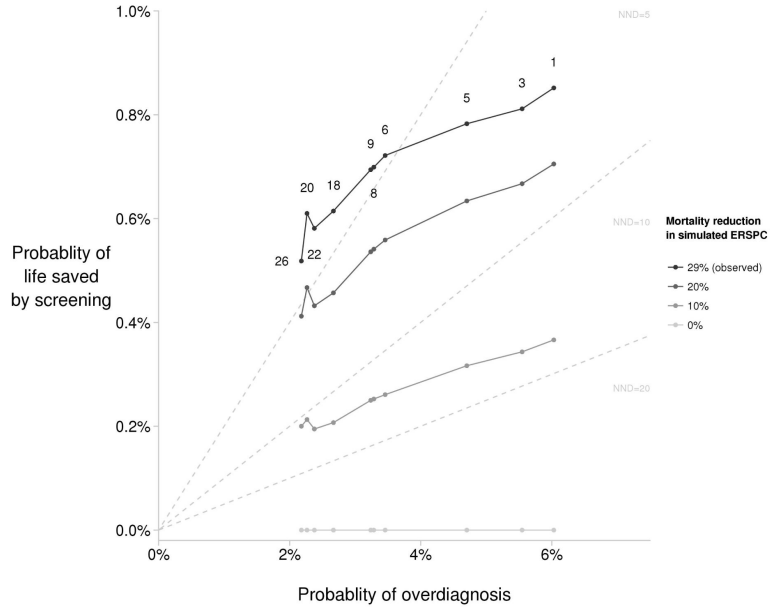 1.0%
NND=5
1
3
0.8%
5
6
9
20
18
8
0.6%
NND=10
Mortality reduction
in simulated ERSPC
Probablity of
life saved
by screening
26
22
29% (observed)
20%
10%
0%
0.4%
NND=20
0.2%
0.0%
0%
2%
4%
6%
Probablity of overdiagnosis